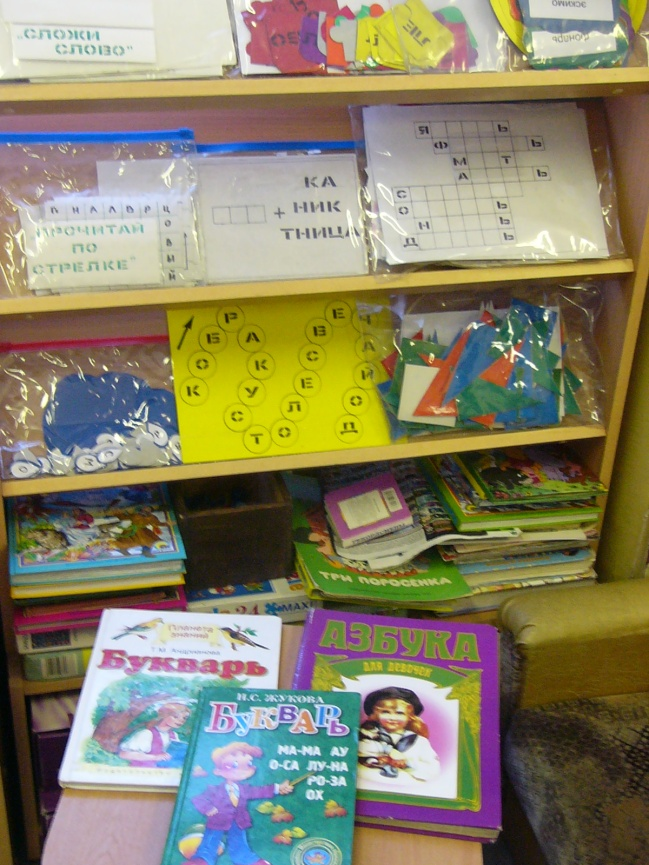 „СЛОЖИ
СЛОВО"
ЭСКИМО
КА
+ НИК
ТНИЦА
ПРОЧИТАЙ
ПО
СТРЕЛКЕ"
Я Ь
Ф Ь
М Т
А Ь
С
О Ь
Н Ь
Д Ь
К О Б Р А К У С Т О Л Е С В Е Ч А Й О Д
ТРИ ПОРОСЕНКА
Планета
знаний
Т.М. Андрианова
Букварь
АЗБУКА
ДЛЯ ДЕВОЧЕК
Н.С. ЖУКОВА
БУКВАРЬ
МА-МА АУ
О-СА ЛУ-НА
РО-ЗА
ОХ